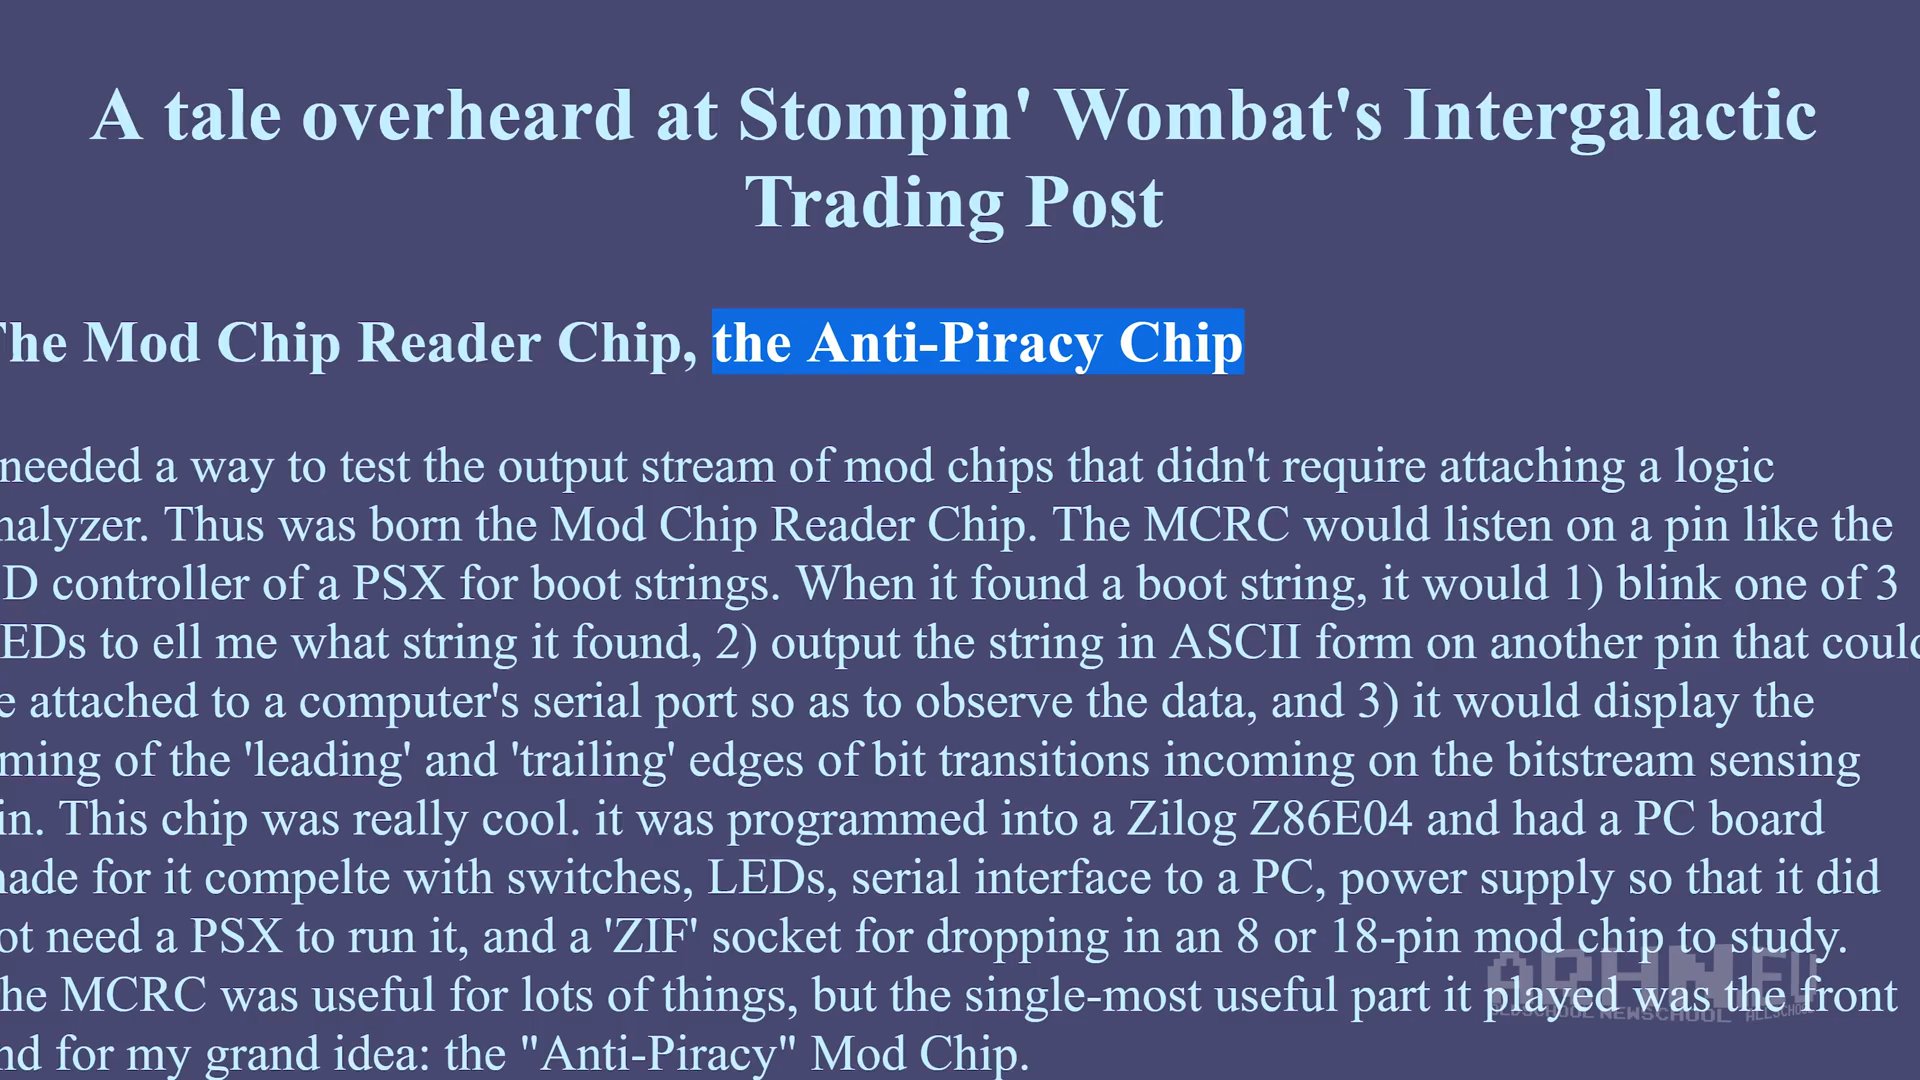 A tale overheard at Stompin' Wombat's Intergalactic
Trading Post
The Mod Chip Reader Chip, the Anti-Piracy Chip
needed a way to test the output stream of mod chips that didn't require attaching a logic
nalyzer. Thus was born the Mod Chip Reader Chip. The MCRC would listen on a pin like the
D controller of a PSX for boot strings. When it found a boot string, it would 1) blink one of 3
EDs to ell me what string it found, 2) output the string in ASCII form on another pin that could
e attached to a computer's serial port so as to observe the data, and 3) it would display the
ming of the 'leading' and 'trailing' edges of bit transitions incoming on the bitstream sensing
in. This chip was really cool. it was programmed into a Zilog Z86E04 and had a PC board
ade for it compelte with switches, LEDs, serial interface to a PC, power supply so that it did
ot need a PSX to run it, and a 'ZIF' socket for dropping in an 8 or 18-pin mod chip to study.
he MCRC was useful for lots of things, but the single-most useful part it played was the front
nd for my grand idea: the "Anti-Piracy" Mod Chip.
OLDSCHOOL NEWSCHOOL ALLSCHOOL